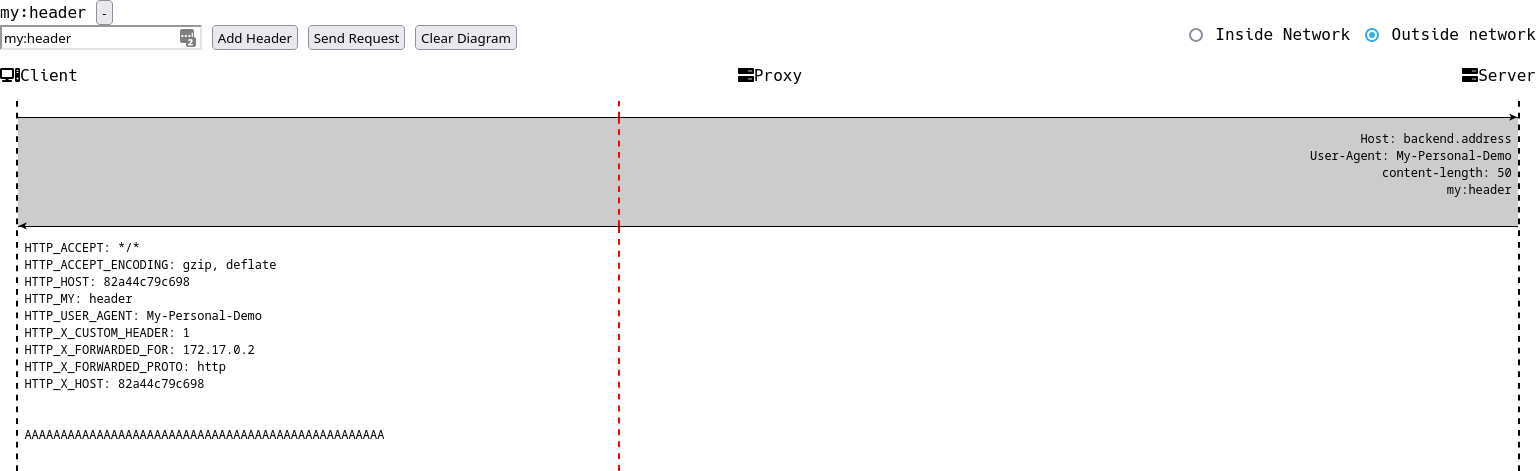 my:header -
my:header Add Header Send Request Clear Diagram Inside Network Outside network
Client Proxy Server
Host: backend.address
User-Agent: My-Personal-Demo
content-length: 50
my:header
HTTP_ACCEPT: */*
HTTP_ACCEPT_ENCODING: gzip, deflate
HTTP_HOST: 82a44c79c698
HTTP_MY: header
HTTP_USER_AGENT: My-Personal-Demo
HTTP_X_CUSTOM_HEADER: 1
HTTP_X_FORWARDED_FOR: 172.17.0.2
HTTP_X_FORWARDED_PROTO: http
HTTP_X_HOST: 82a44c79c698
AAAAAAAAAAAAAAAAAAAAAAAAAAAAAAAAAAAAAAAAAAAAAAAAAA